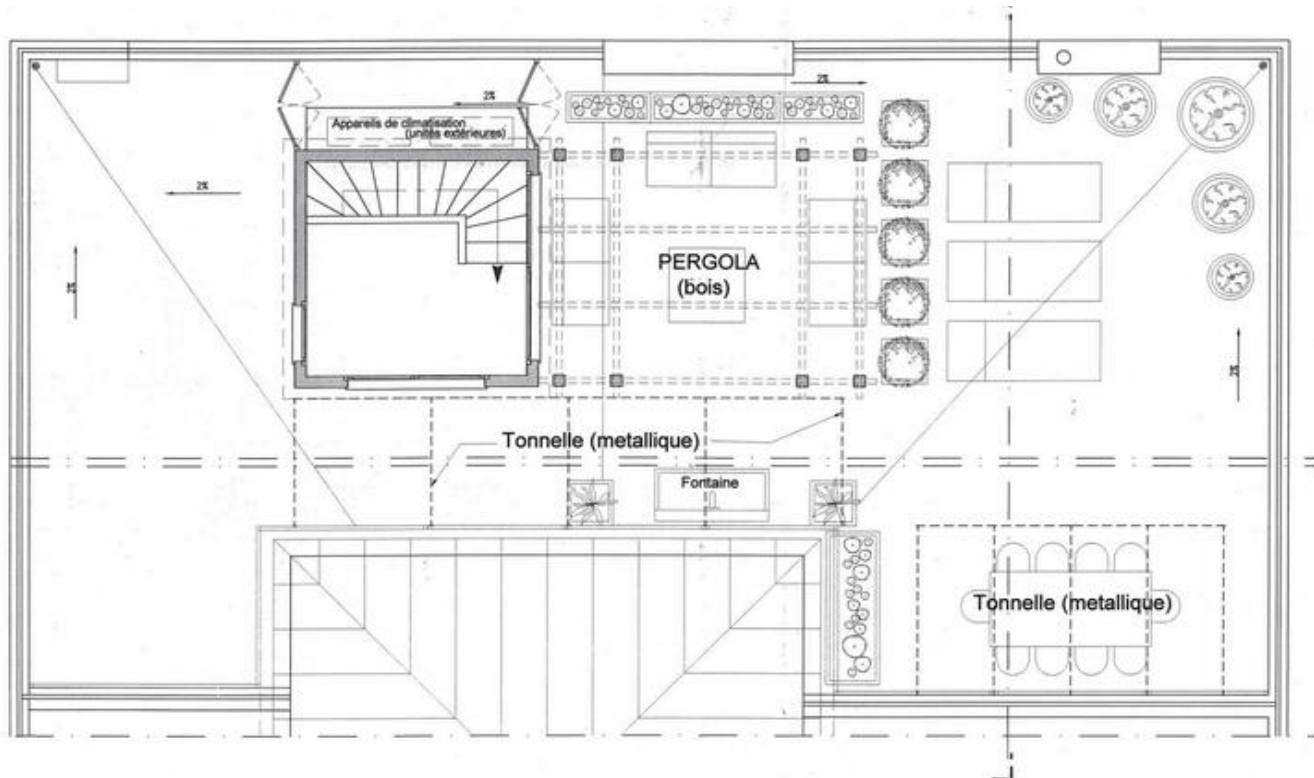 2%
2%
Appareils de climatisation
(unités extérieures)
2%
2%
PERGOLA
(bois)
2%
Tonnelle (metallique)
Fontaine
Tonnelle (metallique)